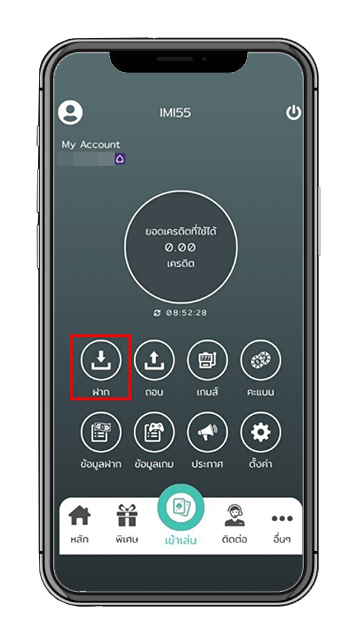 IMI55
My Account
ยอดเครดิตที่ใช้ได้
0.00
เครดิต
08:52:28
ฝาก
ถอน
เกมส์
คะแนน
ข้อมูลฝาก
ข้อมูลเกม
ประกาศ
ตั้งค่า
หลัก
พิเศษ
เข้าเล่น
ติดต่อ
อื่นๆ